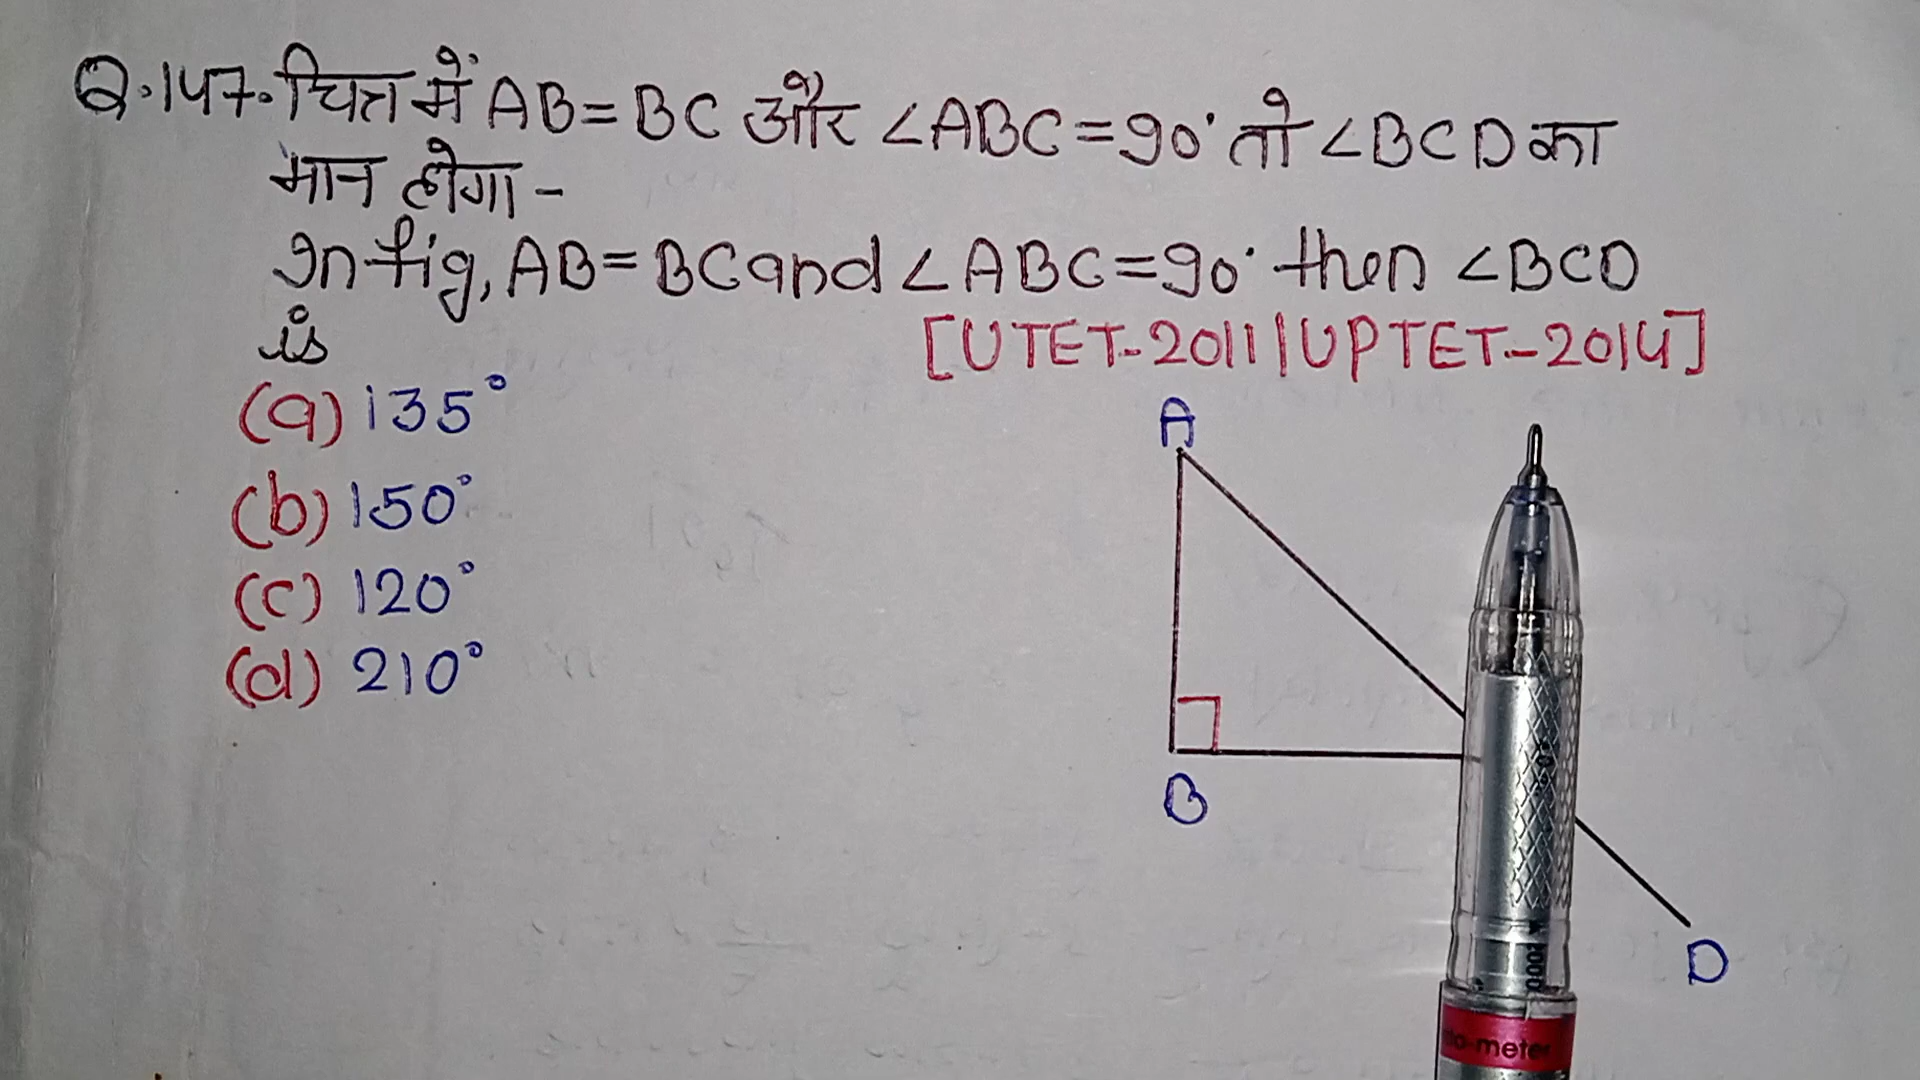 Q.147. चित्र में AB=BC और ∠ABC=90° तो ∠BCD का
मान होगा -
In fig, AB=BC and ∠ABC=90° then ∠BCD
is
[UTET-2011|UPTET-2014]
(a) 135°
(b) 150°
(c) 120°
(d) 210°
A
B
D